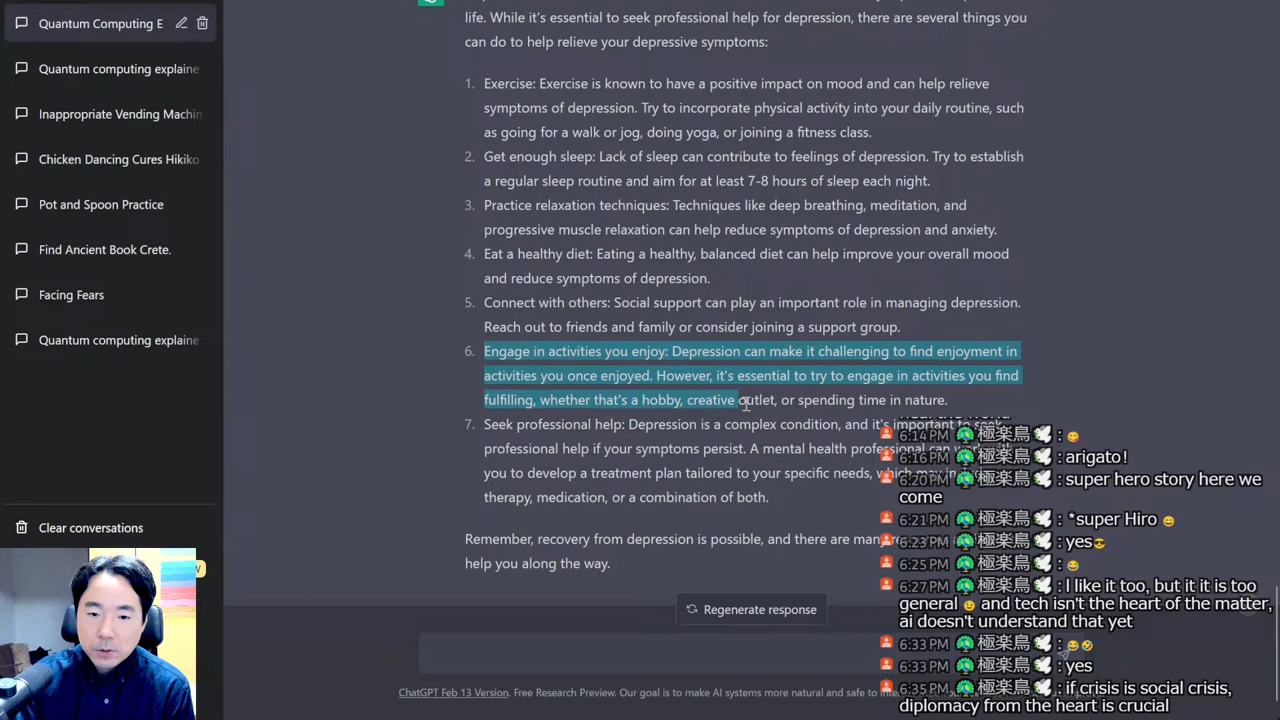 Quantum Computing E
Quantum computing explaine
Inappropriate Vending Machin
Chicken Dancing Cures Hikiko
Pot and Spoon Practice
Find Ancient Book Crete.
Facing Fears
Quantum computing explaine
Clear conversations
life. While it's essential to seek professional help for depression, there are several things you
can do to help relieve your depressive symptoms:
1. Exercise: Exercise is known to have a positive impact on mood and can help relieve
symptoms of depression. Try to incorporate physical activity into your daily routine, such
as going for a walk or jog, doing yoga, or joining a fitness class.
2. Get enough sleep: Lack of sleep can contribute to feelings of depression. Try to establish
a regular sleep routine and aim for at least 7-8 hours of sleep each night.
3. Practice relaxation techniques: Techniques like deep breathing, meditation, and
progressive muscle relaxation can help reduce symptoms of depression and anxiety.
4. Eat a healthy diet: Eating a healthy, balanced diet can help improve your overall mood
and reduce symptoms of depression.
5. Connect with others: Social support can play an important role in managing depression.
Reach out to friends and family or consider joining a support group.
6. Engage in activities you enjoy: Depression can make it challenging to find enjoyment in
activities you once enjoyed. However, it's essential to try to engage in activities you find
fulfilling, whether that's a hobby, creative outlet, or spending time in nature.
7. Seek professional help: Depression is a complex condition, and it's important to seek
professional help if your symptoms persist. A mental health professional can work with
you to develop a treatment plan tailored to your specific needs, which may in
therapy, medication, or a combination of both.
Remember, recovery from depression is possible, and there are many
help you along the way.
Regenerate response
ChatGPT Feb 13 Version. Free Research Preview. Our goal is to make AI systems more natural and safe to
6:14PM 極楽鳥 : 😋
6:16PM 極楽鳥 : arigato!
6:20PM 極楽鳥 : super hero story here we
come
6:21PM 極楽鳥 : *super Hiro 😄
6:23PM 極楽鳥 : yes😎
6:25PM 極楽鳥 : 😂
6:27PM 極楽鳥 : I like it too, but it it is too
general 😉 and tech isn't the heart of the matter,
ai doesn't understand that yet
6:33PM 極楽鳥 : 😂🤣
6:33PM 極楽鳥 : yes
6:35PM 極楽鳥 : if crisis is social crisis,
diplomacy from the heart is crucial